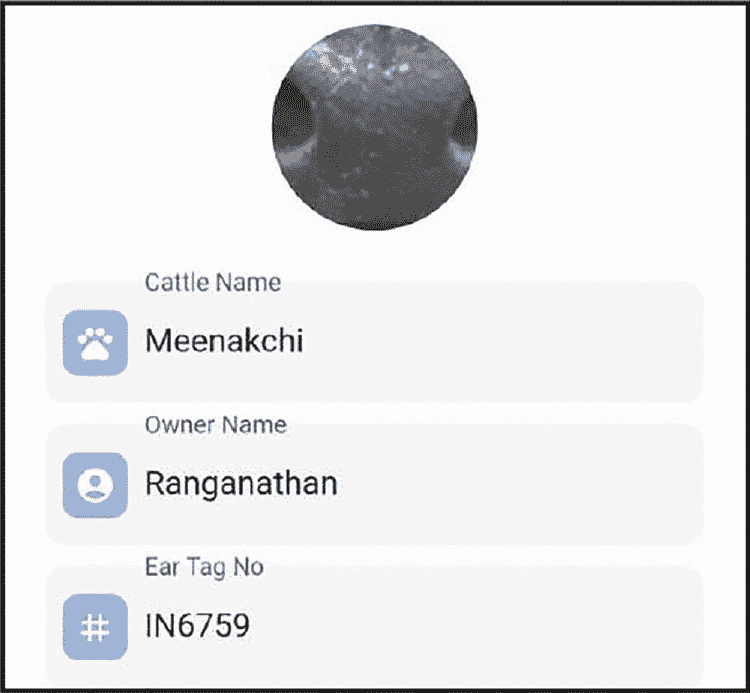 Cattle Name
Meenakchi
Owner Name
Ranganathan
Ear Tag No
IN6759